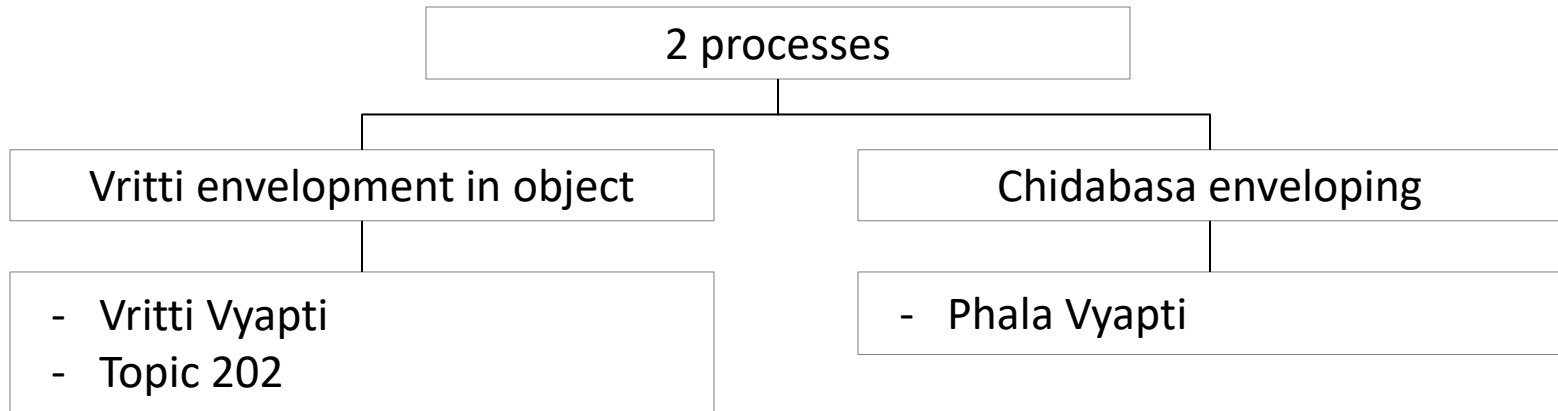 2 processes
Vritti envelopment in object
Chidabasa enveloping
- Vritti Vyapti
- Topic 202
- Phala Vyapti